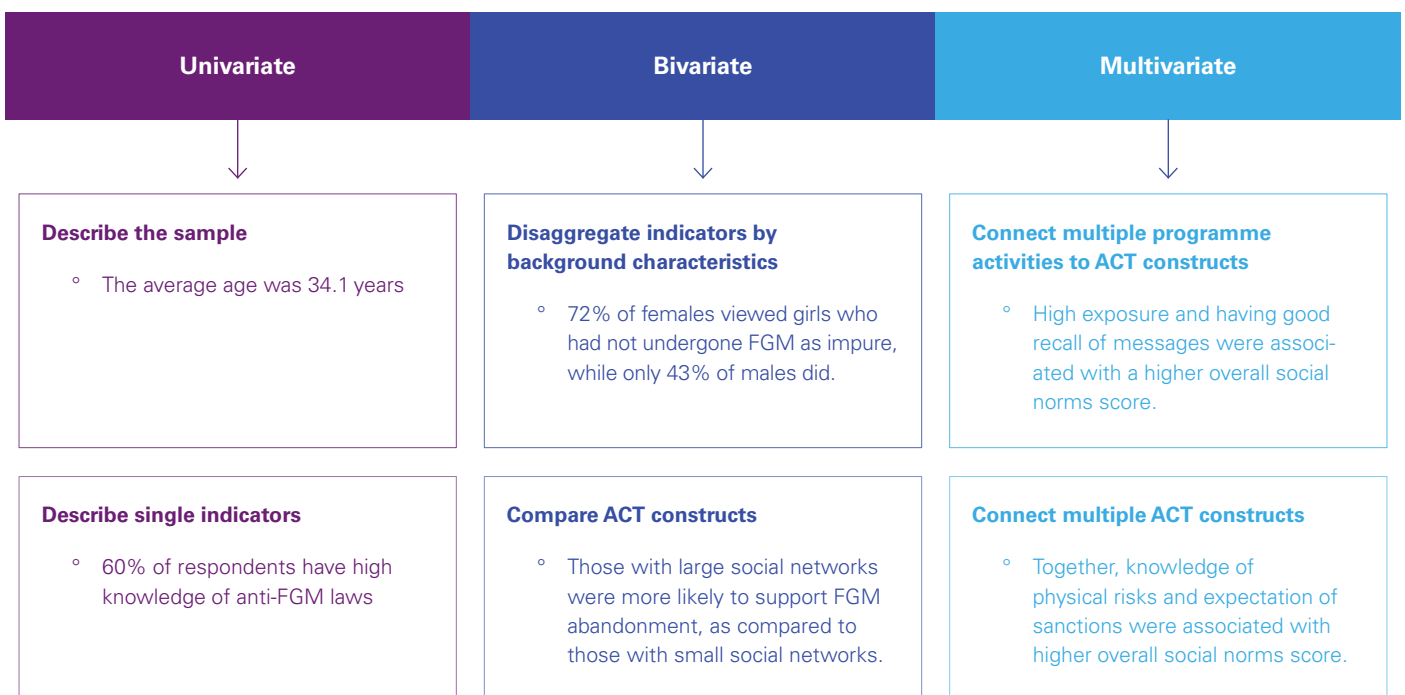 Univariate
Bivariate
Multivariate
Describe the sample
° The average age was 34.1 years
Disaggregate indicators by
background characteristics
° 72% of females viewed girls who
had not undergone FGM as impure,
while only 43% of males did.
Connect multiple programme
activities to ACT constructs
° High exposure and having good
recall of messages were associ-
ated with a higher overall social
norms score.
Describe single indicators
° 60% of respondents have high
knowledge of anti-FGM laws
Compare ACT constructs
° Those with large social networks
were more likely to support FGM
abandonment, as compared to
those with small social networks.
Connect multiple ACT constructs
° Together, knowledge of
physical risks and expectation of
sanctions were associated with
higher overall social norms score.